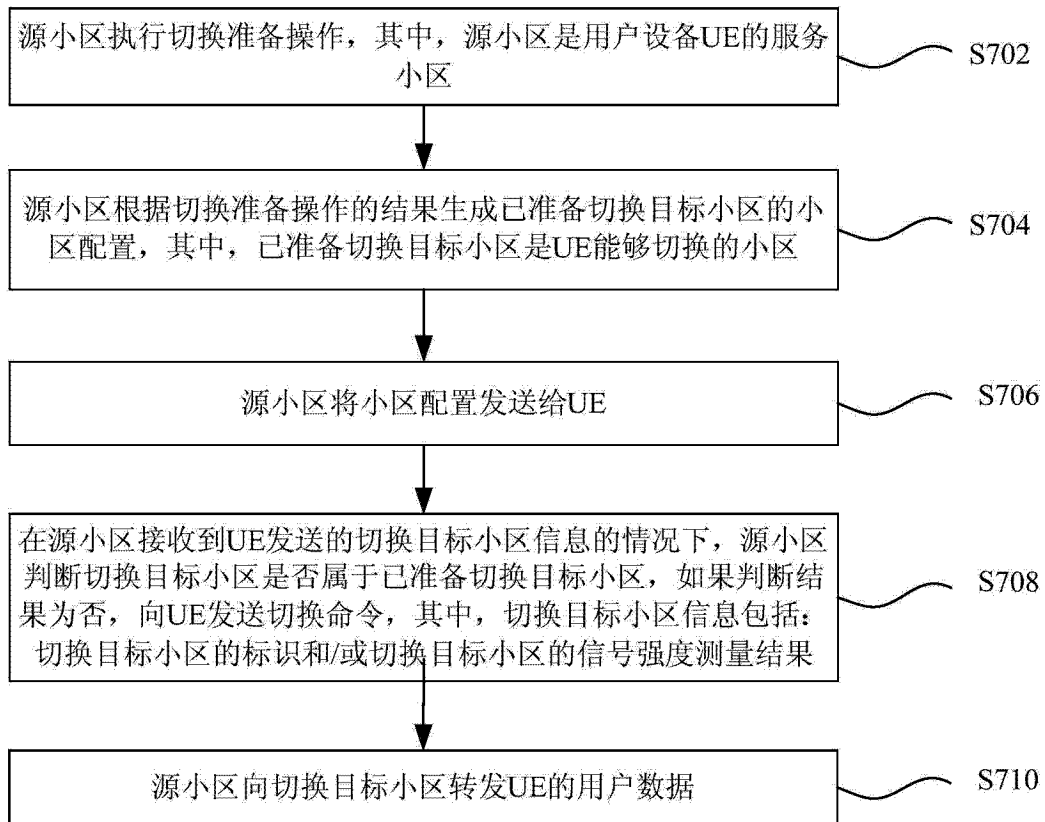 源小区执行切换准备操作，其中，源小区是用户设备UE的服务
小区
S702
源小区根据切换准备操作的结果生成已准备切换目标小区的小
区配置，其中，已准备切换目标小区是UE能够切换的小区
S704
源小区将小区配置发送给UE
S706
在源小区接收到UE发送的切换目标小区信息的情况下，源小区
判断切换目标小区是否属于已准备切换目标小区，如果判断结
果为否，向UE发送切换命令，其中，切换目标小区信息包括：
切换目标小区的标识和/或切换目标小区的信号强度测量结果
S708
源小区向切换目标小区转发UE的用户数据
S710